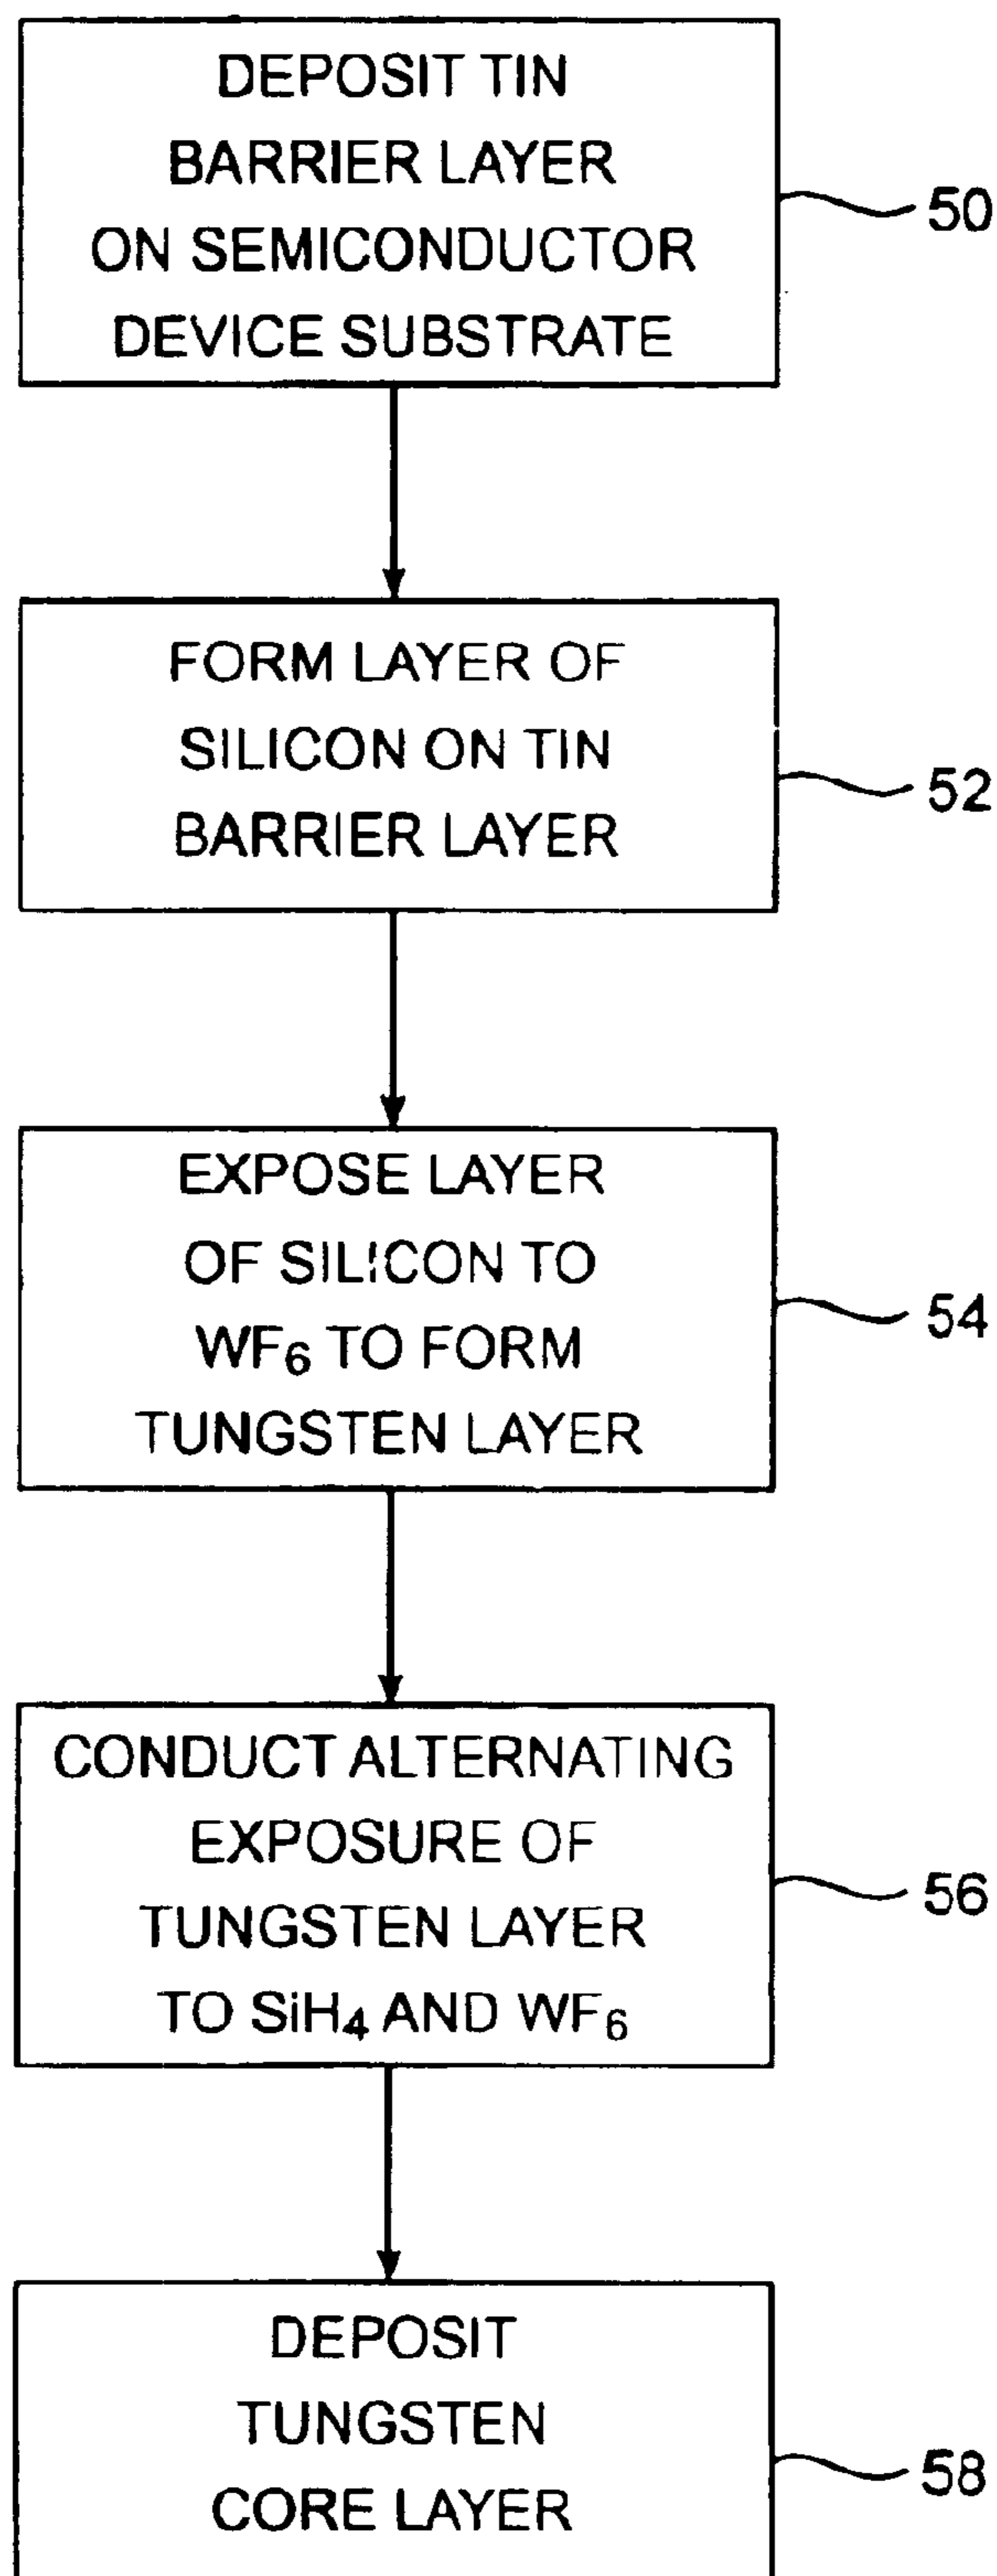 DEPOSIT TIN
BARRIER LAYER
ON SEMICONDUCTOR
DEVICE SUBSTRATE
50
FORM LAYER OF
SILICON ON TIN
BARRIER LAYER
52
EXPOSE LAYER
OF SILICON TO
WF₆ TO FORM
TUNGSTEN LAYER
54
CONDUCT ALTERNATING
EXPOSURE OF
TUNGSTEN LAYER
TO SiH₄ AND WF₆
56
DEPOSIT
TUNGSTEN
CORE LAYER
58